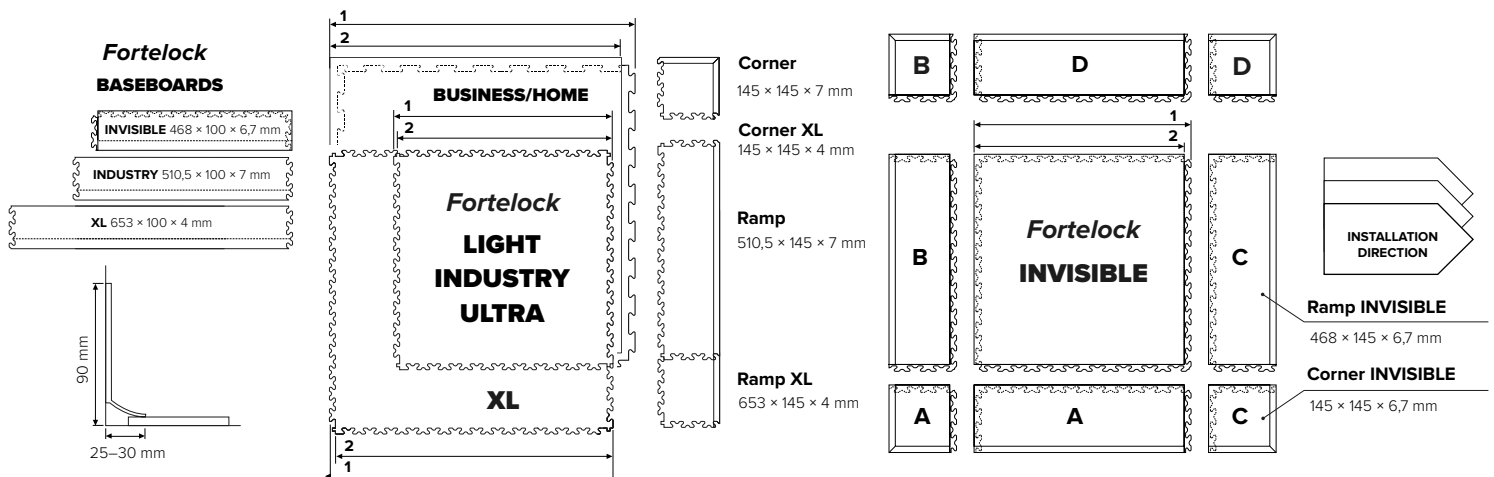 Fortelock
BASEBOARDS
INVISIBLE 468 × 100 × 6,7 mm
INDUSTRY 510,5 × 100 × 7 mm
XL 653 × 100 × 4 mm
90 mm
25–30 mm
1
2
BUSINESS/HOME
1
2
Fortelock
LIGHT
INDUSTRY
ULTRA
XL
2
1
Corner
145 × 145 × 7 mm
Corner XL
145 × 145 × 4 mm
Ramp
510,5 × 145 × 7 mm
Ramp XL
653 × 145 × 4 mm
B
D
D
1
2
B
Fortelock
INVISIBLE
C
A
A
C
INSTALLATION
DIRECTION
Ramp INVISIBLE
468 × 145 × 6,7 mm
Corner INVISIBLE
145 × 145 × 6,7 mm